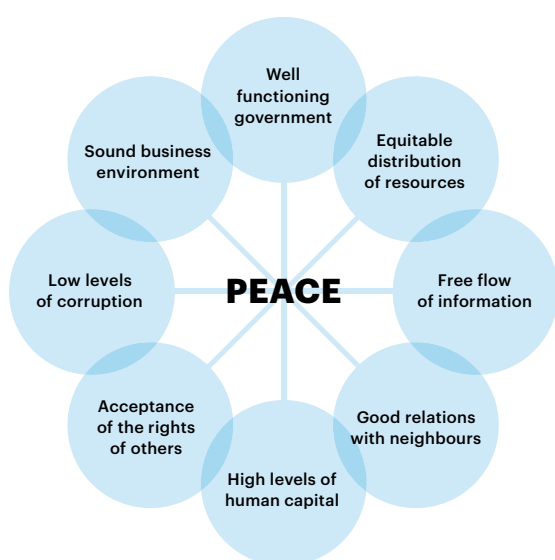 Well
functioning
government
Equitable
distribution
of resources
Sound business
environment
Low levels
of corruption
PEACE
Free flow
of information
Acceptance
of the rights
of others
Good relations
with neighbours
High levels of
human capital